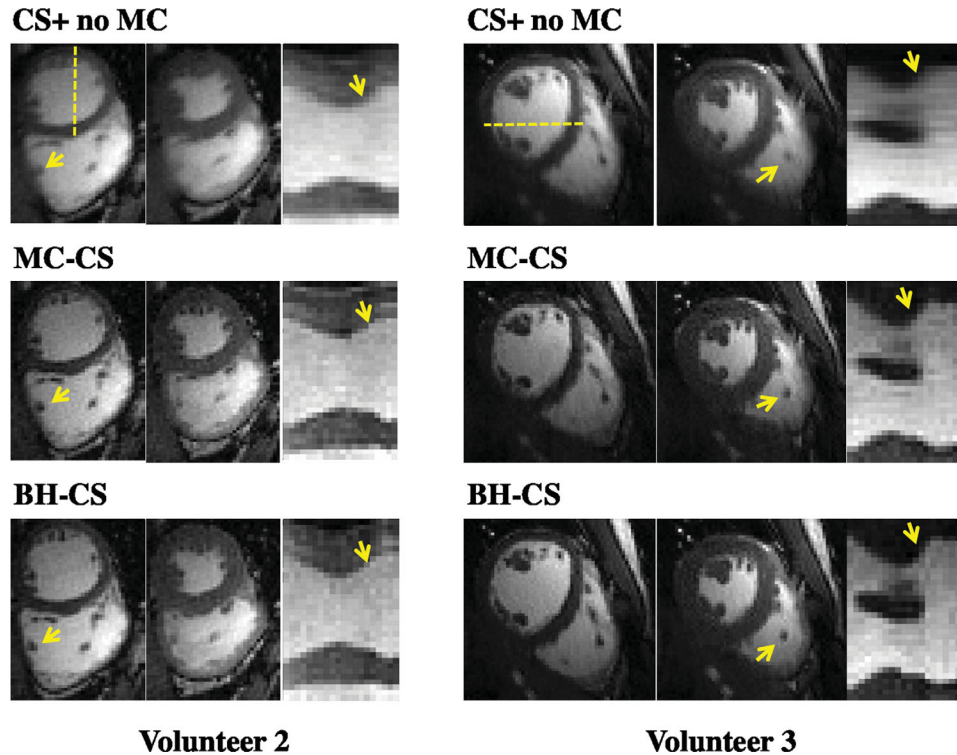 CS+ no MC
CS+ no MC
MC-CS
MC-CS
BH-CS
BH-CS
Volunteer 2
Volunteer 3